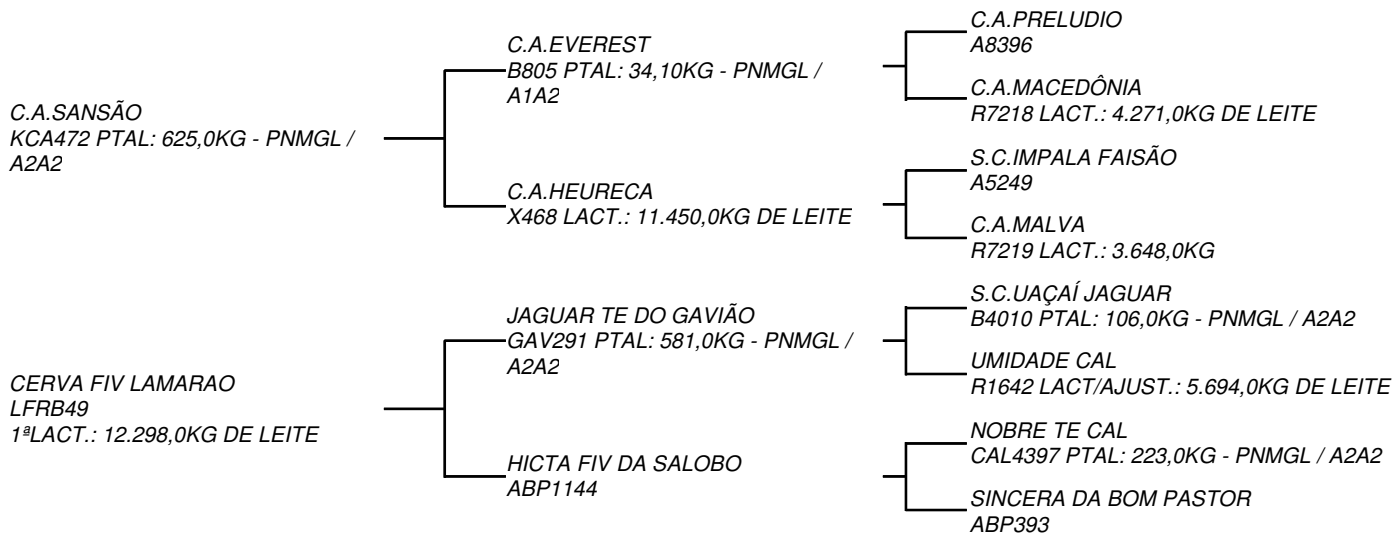 C.A.SANSÃO
KCA472 PTAL: 625,0KG - PNMGL /
A2A2
C.A.EVEREST
B805 PTAL: 34,10KG - PNMGL /
A1A2
C.A.PRELUDIO
A8396
C.A.MACEDÔNIA
R7218 LACT.: 4.271,0KG DE LEITE
C.A.HEURECA
X468 LACT.: 11.450,0KG DE LEITE
S.C.IMPALA FAISÃO
A5249
C.A.MALVA
R7219 LACT.: 3.648,0KG
CERVA FIV LAMARAO
LFRB49
1ªLACT.: 12.298,0KG DE LEITE
JAGUAR TE DO GAVIÃO
GAV291 PTAL: 581,0KG - PNMGL /
A2A2
S.C.UAÇAÍ JAGUAR
B4010 PTAL: 106,0KG - PNMGL / A2A2
UMIDADE CAL
R1642 LACT/AJUST.: 5.694,0KG DE LEITE
HICTA FIV DA SALOBO
ABP1144
NOBRE TE CAL
CAL4397 PTAL: 223,0KG - PNMGL / A2A2
SINCERA DA BOM PASTOR
ABP393